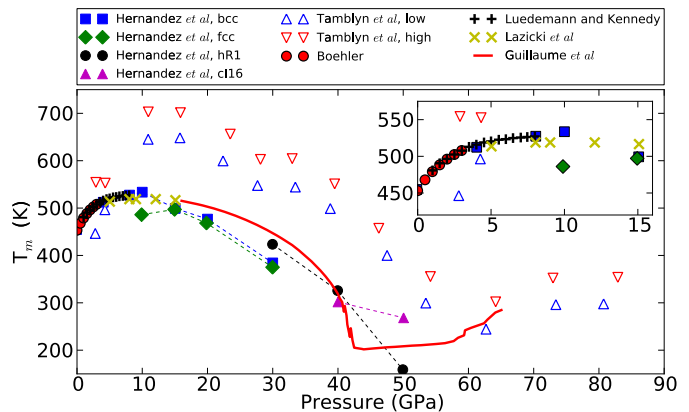 Hernandez et al, bcc
Hernandez et al, fcc
Hernandez et al, hR1
Hernandez et al, cI16
Tamblyn et al, low
Tamblyn et al, high
Boehler
Luedemann and Kennedy
Lazicki et al
Guillaume et al
700
600
500
400
300
200
T_m (K)
0 10 20 30 40 50 60 70 80 90
Pressure (GPa)
550
500
450
0 5 10 15